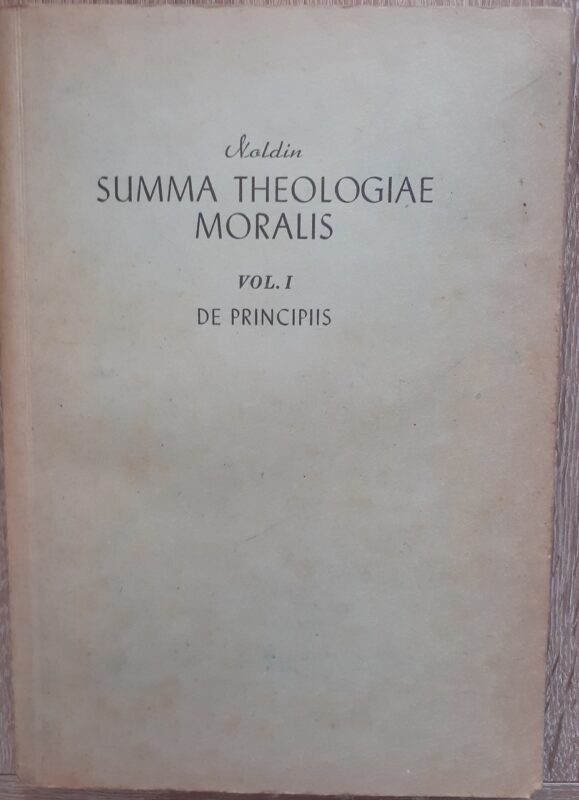 Noldin
SUMMA THEOLOGIAE
MORALIS
VOL. I
DE PRINCIPIIS